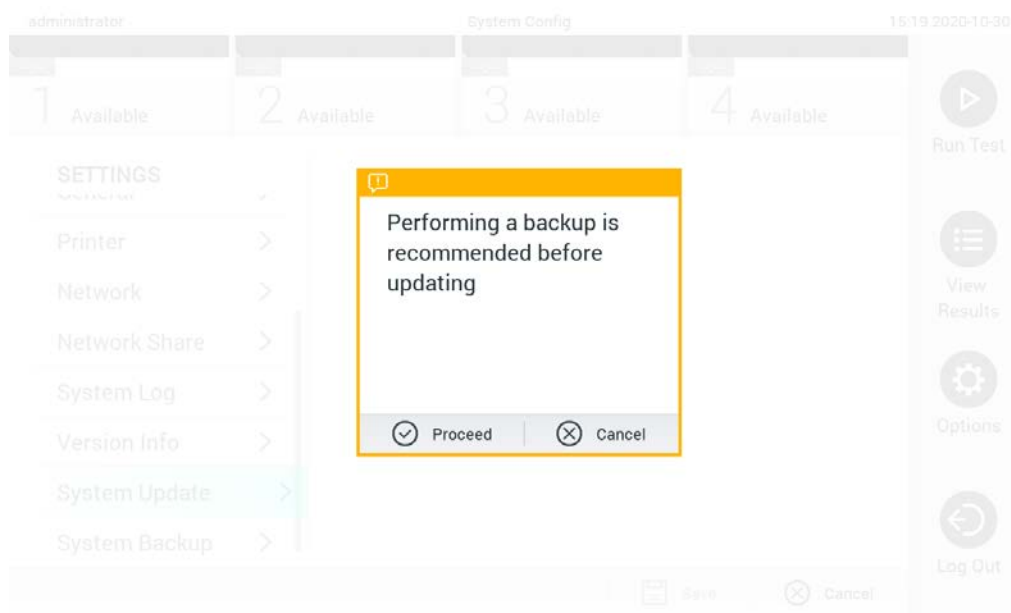 administrator
System Config
15:19 2020-10-30
1 Available
2 Available
3 Available
4 Available
Run Test
SETTINGS
General
Printer
Network
Network Share
System Log
Version Info
System Update
System Backup
Performing a backup is
recommended before
updating
Proceed
Cancel
View
Results
Options
Log Out
Save
Cancel